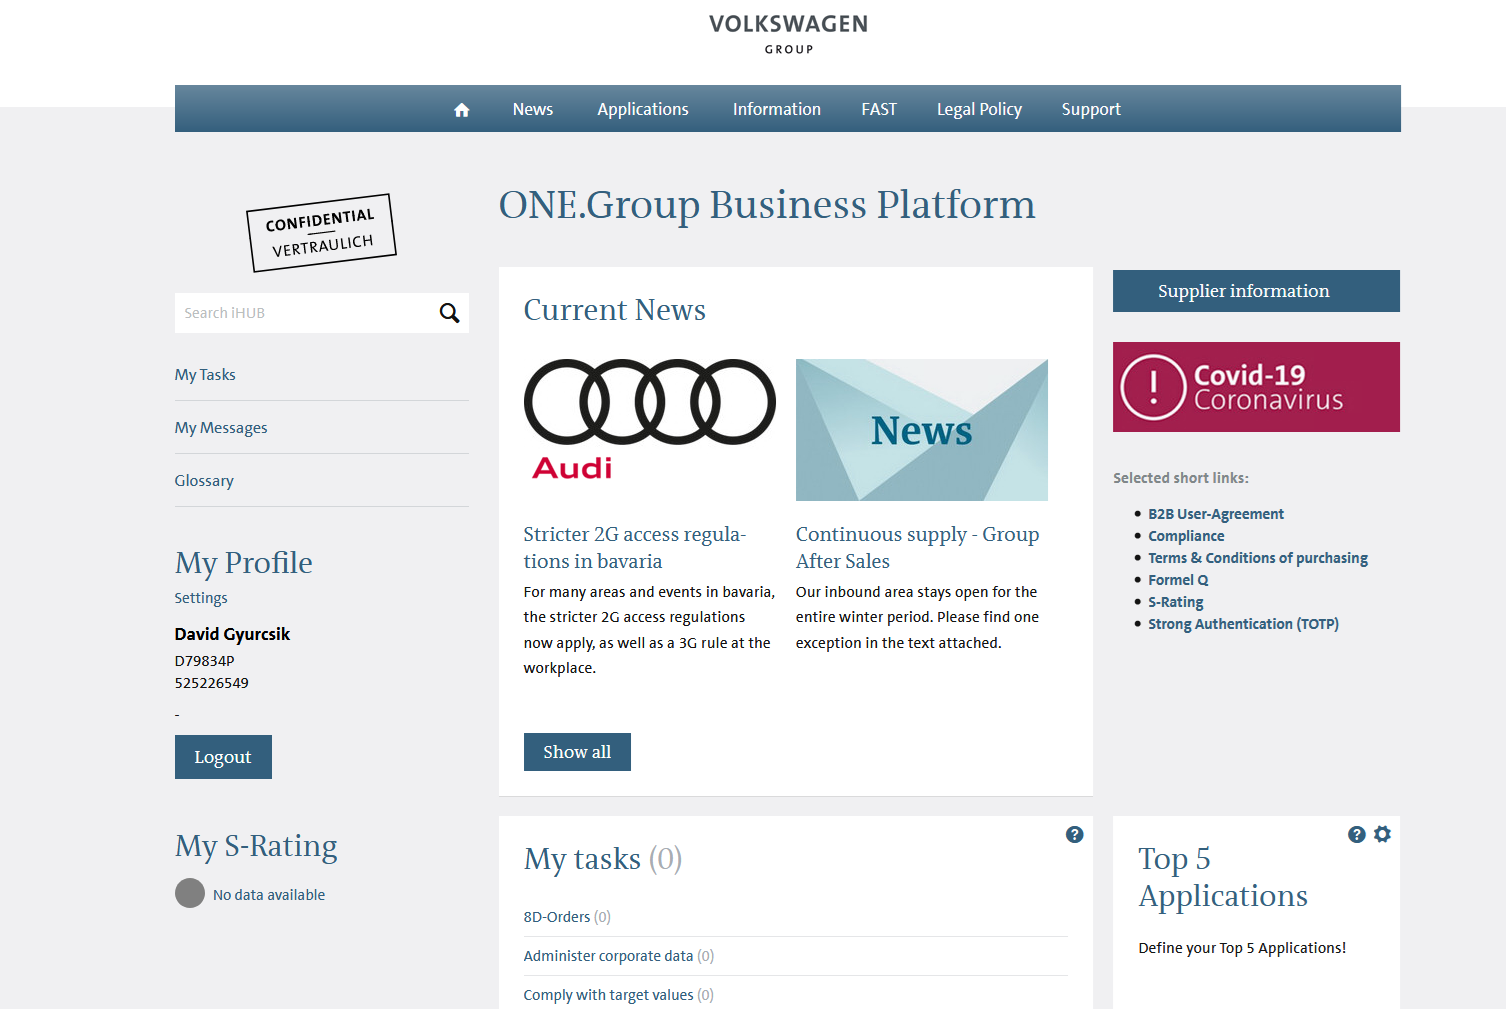 VOLKSWAGEN
GROUP
News
Applications
Information
FAST
Legal Policy
Support
CONFIDENTIAL
VERTRAULICH
Search iHUB
My Tasks
My Messages
Glossary
My Profile
Settings
David Gyurcsik
D79834P
525226549
-
Logout
My S-Rating
No data available
ONE.Group Business Platform
Current News
Audi
Stricter 2G access regula-
tions in bavaria
For many areas and events in bavaria,
the stricter 2G access regulations
now apply, as well as a 3G rule at the
workplace.
News
Continuous supply - Group
After Sales
Our inbound area stays open for the
entire winter period. Please find one
exception in the text attached.
Show all
My tasks (0)
8D-Orders (0)
Administer corporate data (0)
Comply with target values (0)
Supplier information
Covid-19
Coronavirus
Selected short links:
B2B User-Agreement
Compliance
Terms & Conditions of purchasing
Formel Q
S-Rating
Strong Authentication (TOTP)
Top 5
Applications
Define your Top 5 Applications!